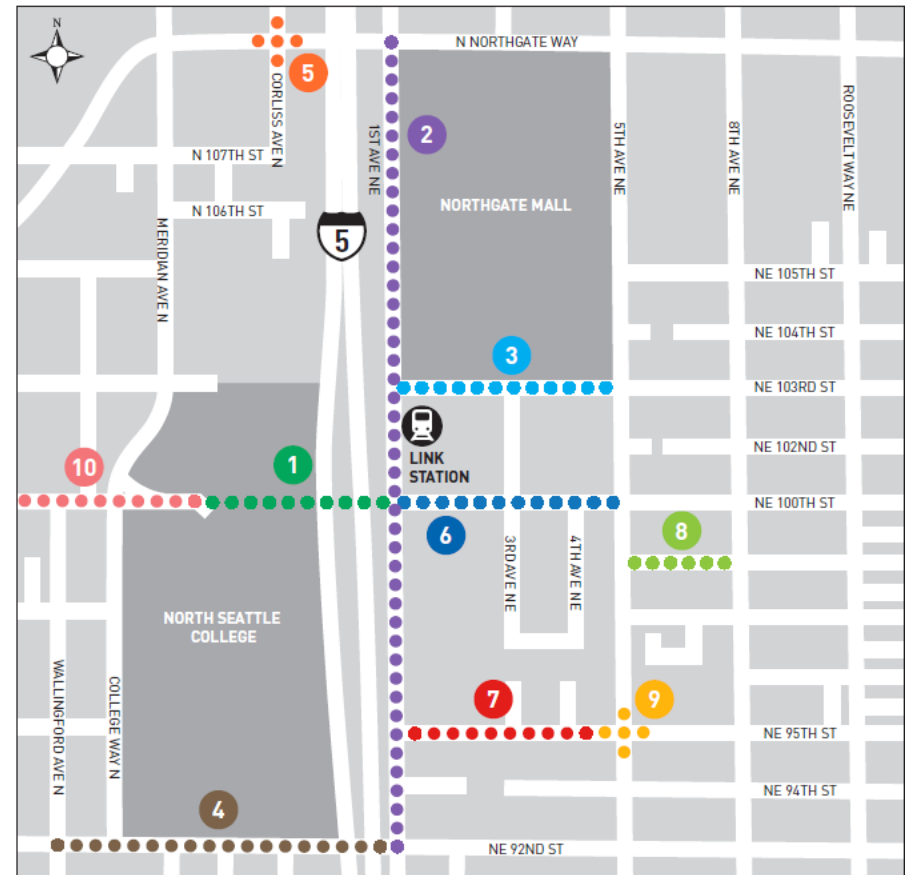 N
N NORTHGATE WAY
5
CORLISS AVE N
1ST AVE NE
2
5TH AVE NE
8TH AVE NE
ROOSEVELT WAY NE
N 107TH ST
NORTHGATE MALL
N 106TH ST
MERIDIAN AVE N
5
NE 105TH ST
NE 104TH ST
3
NE 103RD ST
LINK
STATION
NE 102ND ST
10
1
NE 100TH ST
6
8
3RD AVE NE
4TH AVE NE
NORTH SEATTLE
COLLEGE
WALLINGFORD AVE N
COLLEGE WAY N
7
9
NE 95TH ST
NE 94TH ST
4
NE 92ND ST